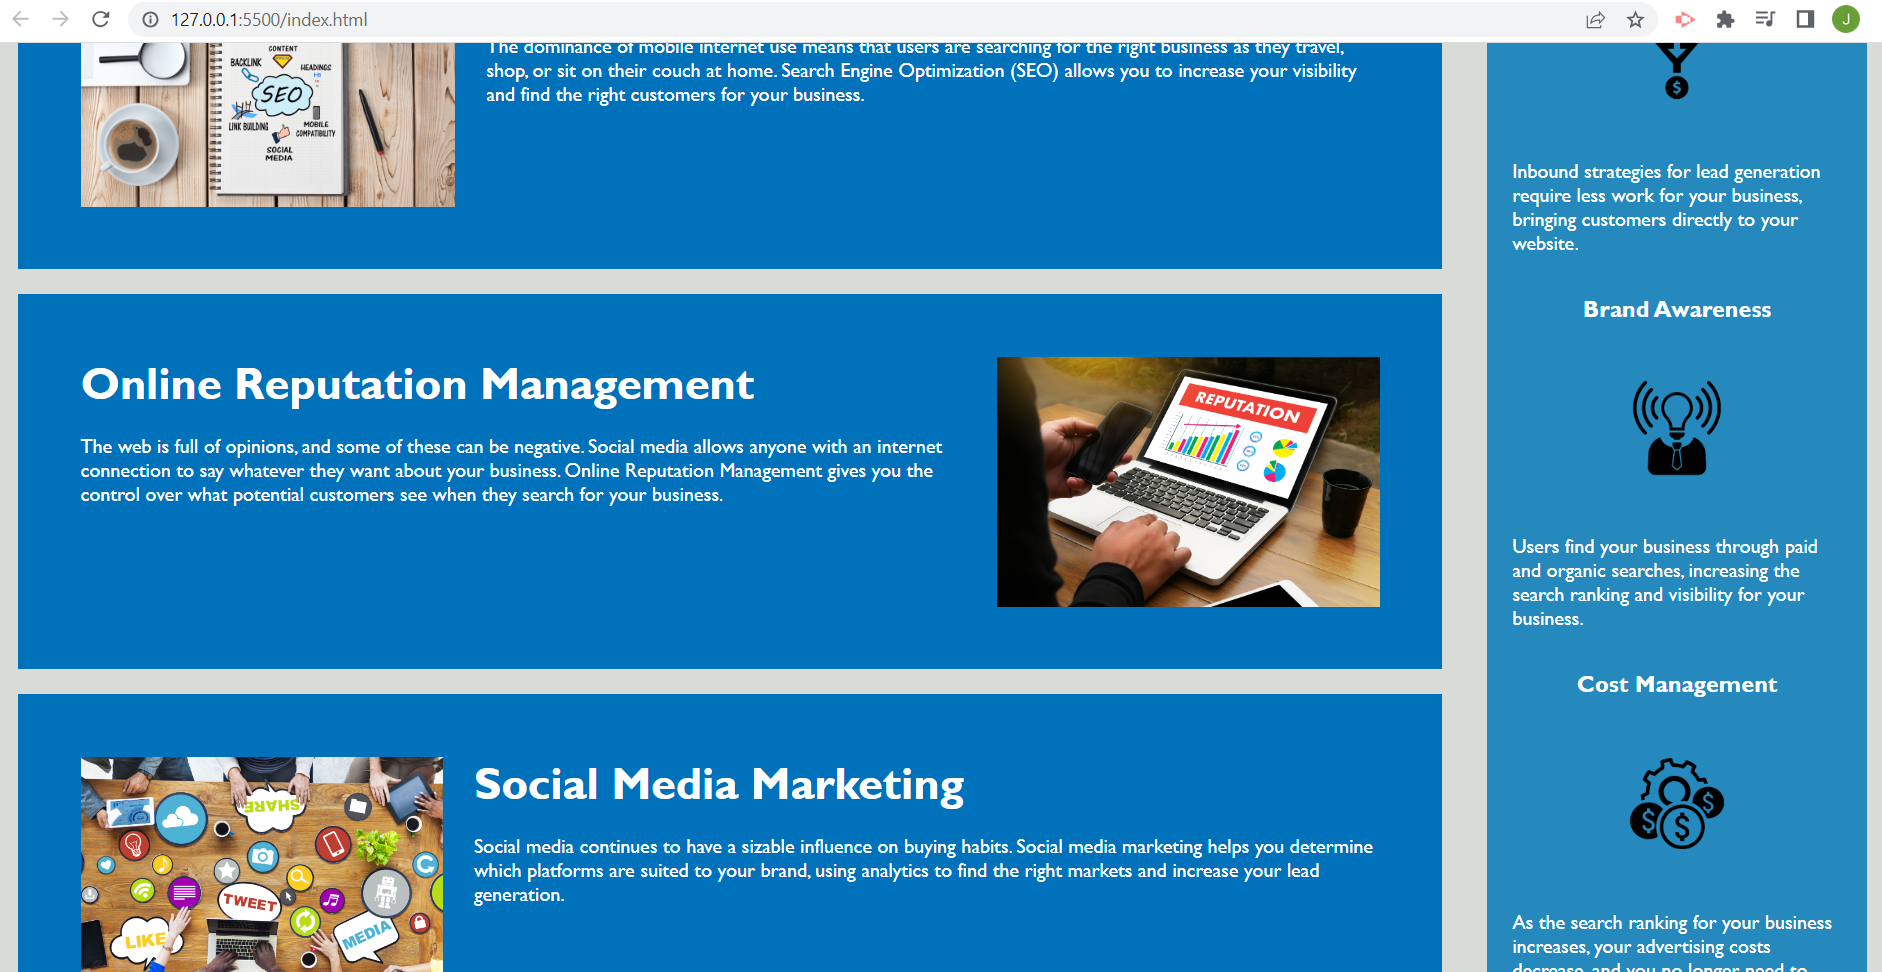 127.0.0.1:5500/index.html
J
CONTENT
BACKLINK
HEADINGS
SEO
LINK BUILDING
MOBILE
COMPATIBILITY
SOCIAL
MEDIA
The dominance of mobile internet use means that users are searching for the right business as they travel,
shop, or sit on their couch at home. Search Engine Optimization (SEO) allows you to increase your visibility
and find the right customers for your business.
$
Inbound strategies for lead generation
require less work for your business,
bringing customers directly to your
website.
Online Reputation Management
The web is full of opinions, and some of these can be negative. Social media allows anyone with an internet
connection to say whatever they want about your business. Online Reputation Management gives you the
control over what potential customers see when they search for your business.
REPUTATION
Brand Awareness
Users find your business through paid
and organic searches, increasing the
search ranking and visibility for your
business.
Social Media Marketing
Social media continues to have a sizable influence on buying habits. Social media marketing helps you determine
which platforms are suited to your brand, using analytics to find the right markets and increase your lead
generation.
SHARE
TWEET
LIKE
MEDIA
Cost Management
$ $ $
As the search ranking for your business
increases, your advertising costs
decrease, and you no longer need to